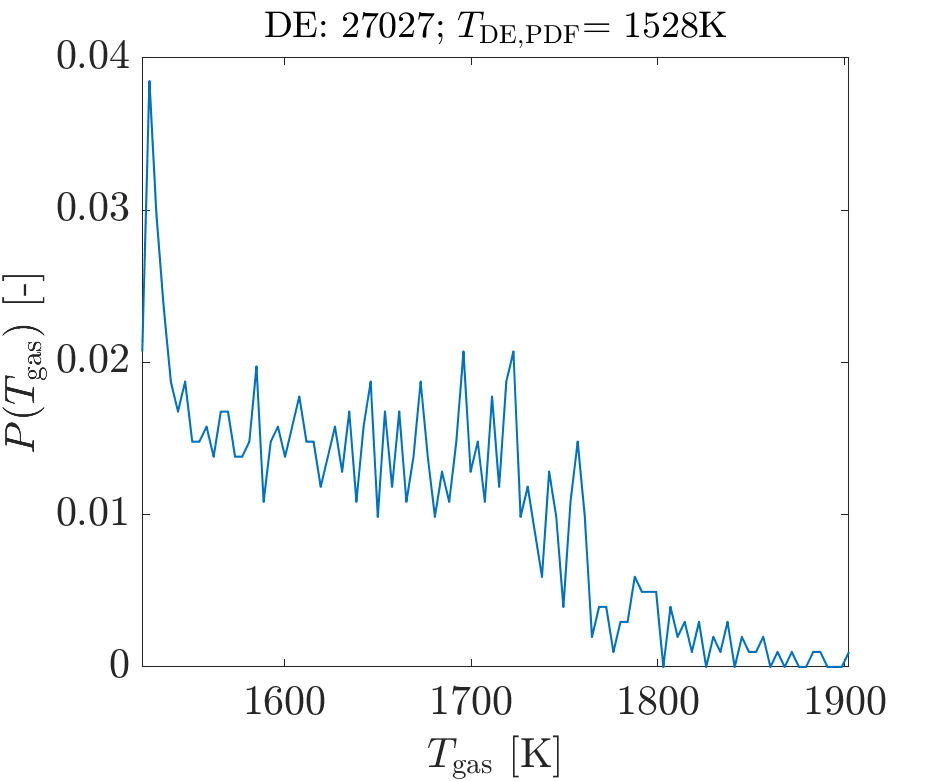 DE: 27027; T_DE,PDF= 1528K
0.04
0.03
0.02
0.01
0
P(T_gas) [-]
1600 1700 1800 1900
T_gas [K]